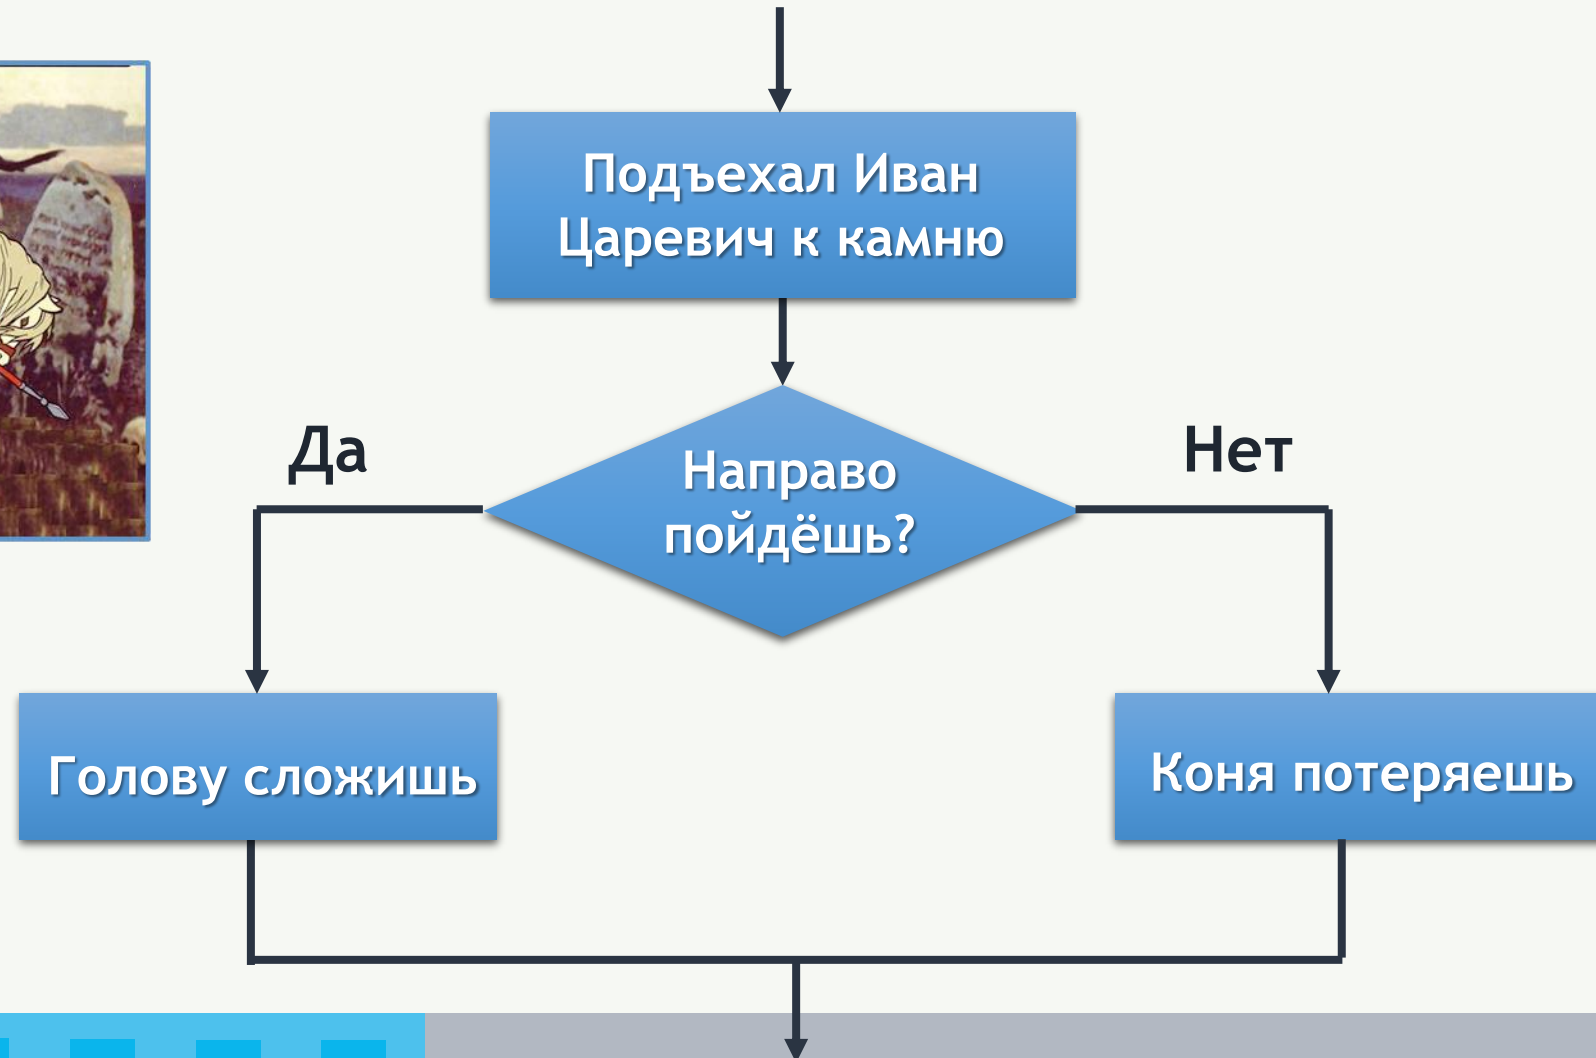 Подъехал Иван
Царевич к камню
Да
Направо
пойдёшь?
Нет
Голову сложишь
Коня потеряешь